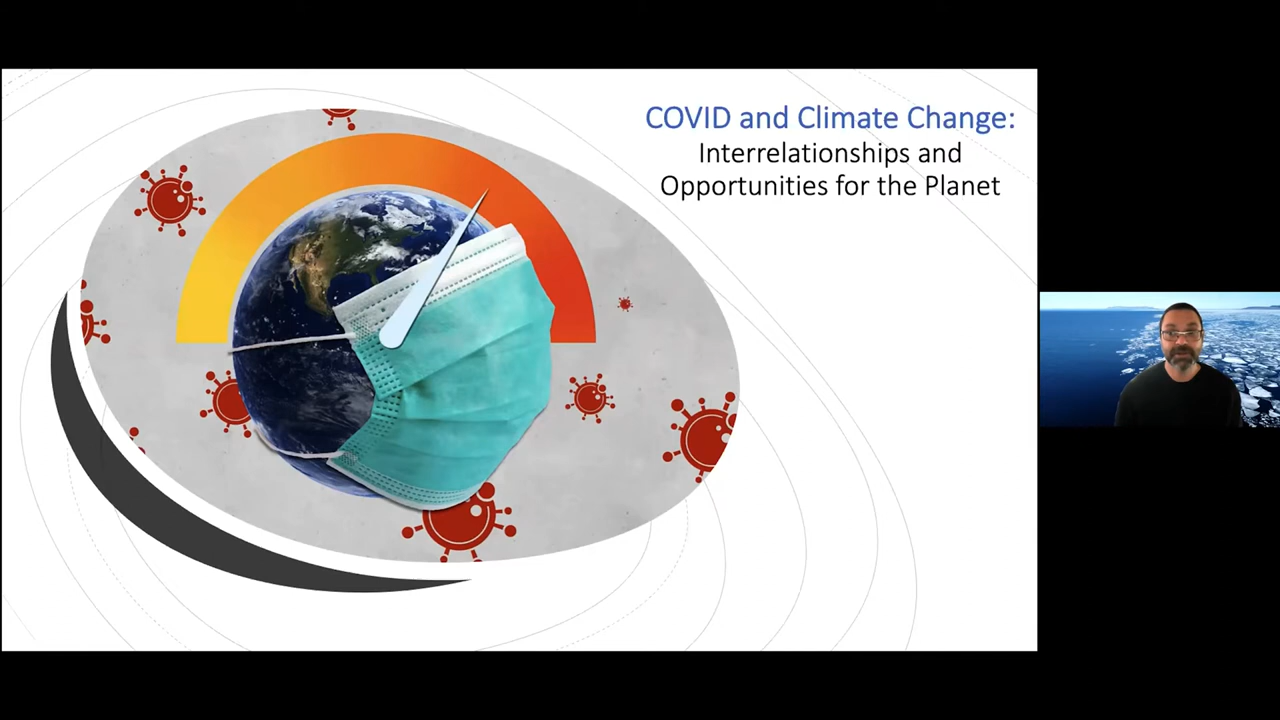 COVID and Climate Change:
Interrelationships and
Opportunities for the Planet